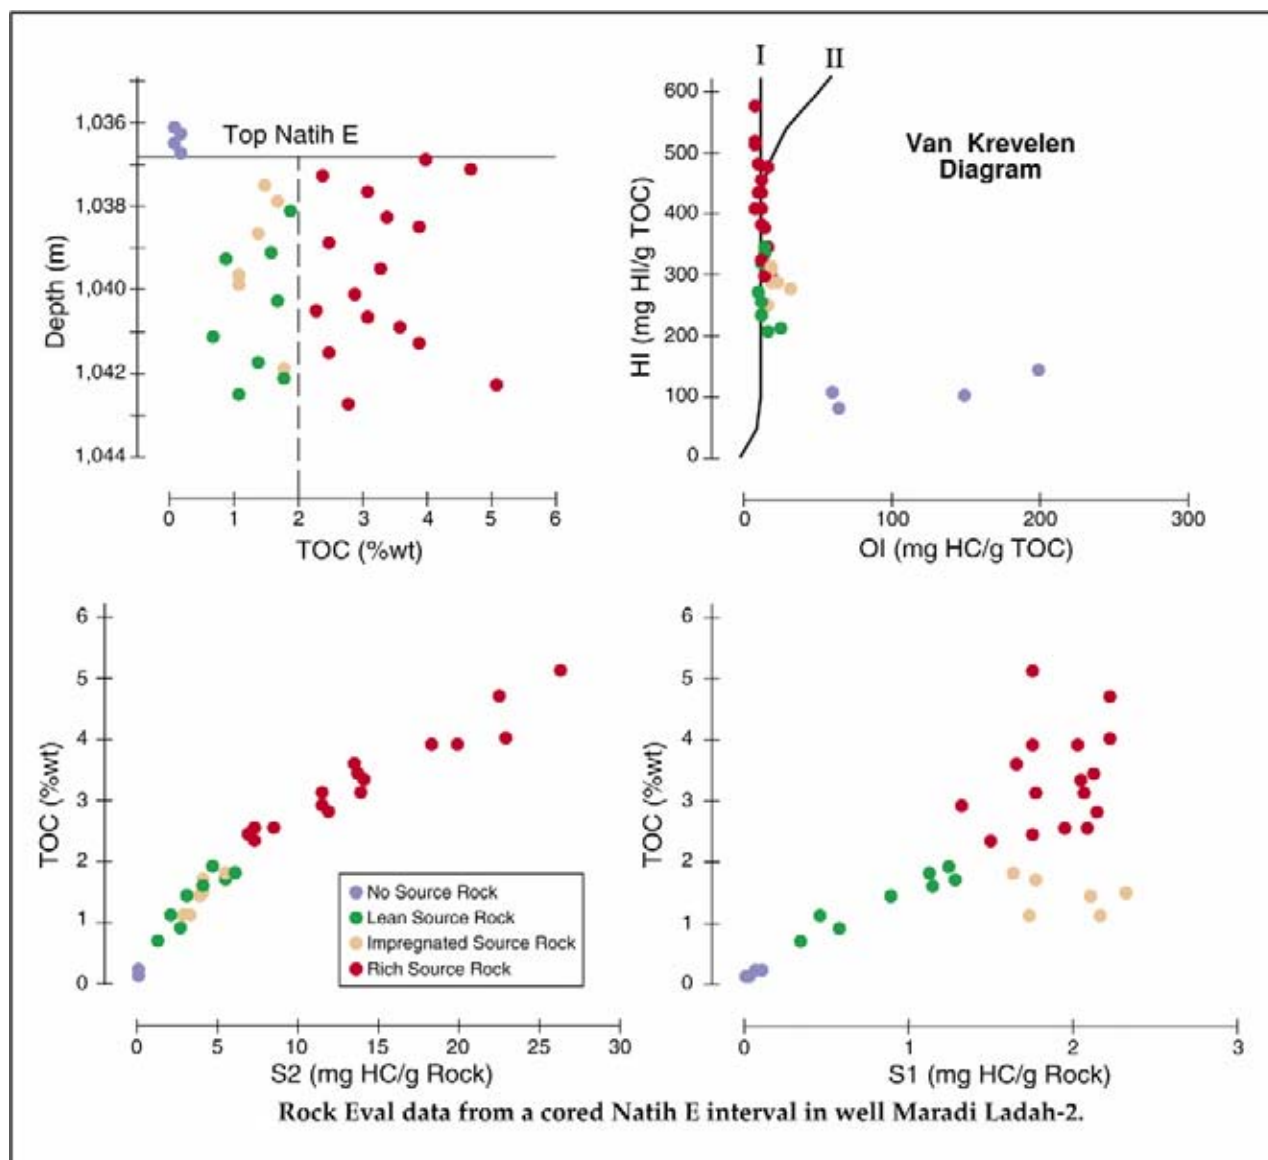 1,036
1,038
1,040
1,042
1,044
Depth (m)
Top Natih E
0 1 2 3 4 5 6
TOC (%wt)
I
II
600
500
400
300
200
100
0
HI (mg HI/g TOC)
Van Krevelen
Diagram
0 100 200 300
OI (mg HC/g TOC)
6
5
4
3
2
1
0
TOC (%wt)
No Source Rock
Lean Source Rock
Impregnated Source Rock
Rich Source Rock
0 5 10 15 20 25 30
S2 (mg HC/g Rock)
6
5
4
3
2
1
0
TOC (%wt)
0 1 2 3
S1 (mg HC/g Rock)
Rock Eval data from a cored Natih E interval in well Maradi Ladah-2.